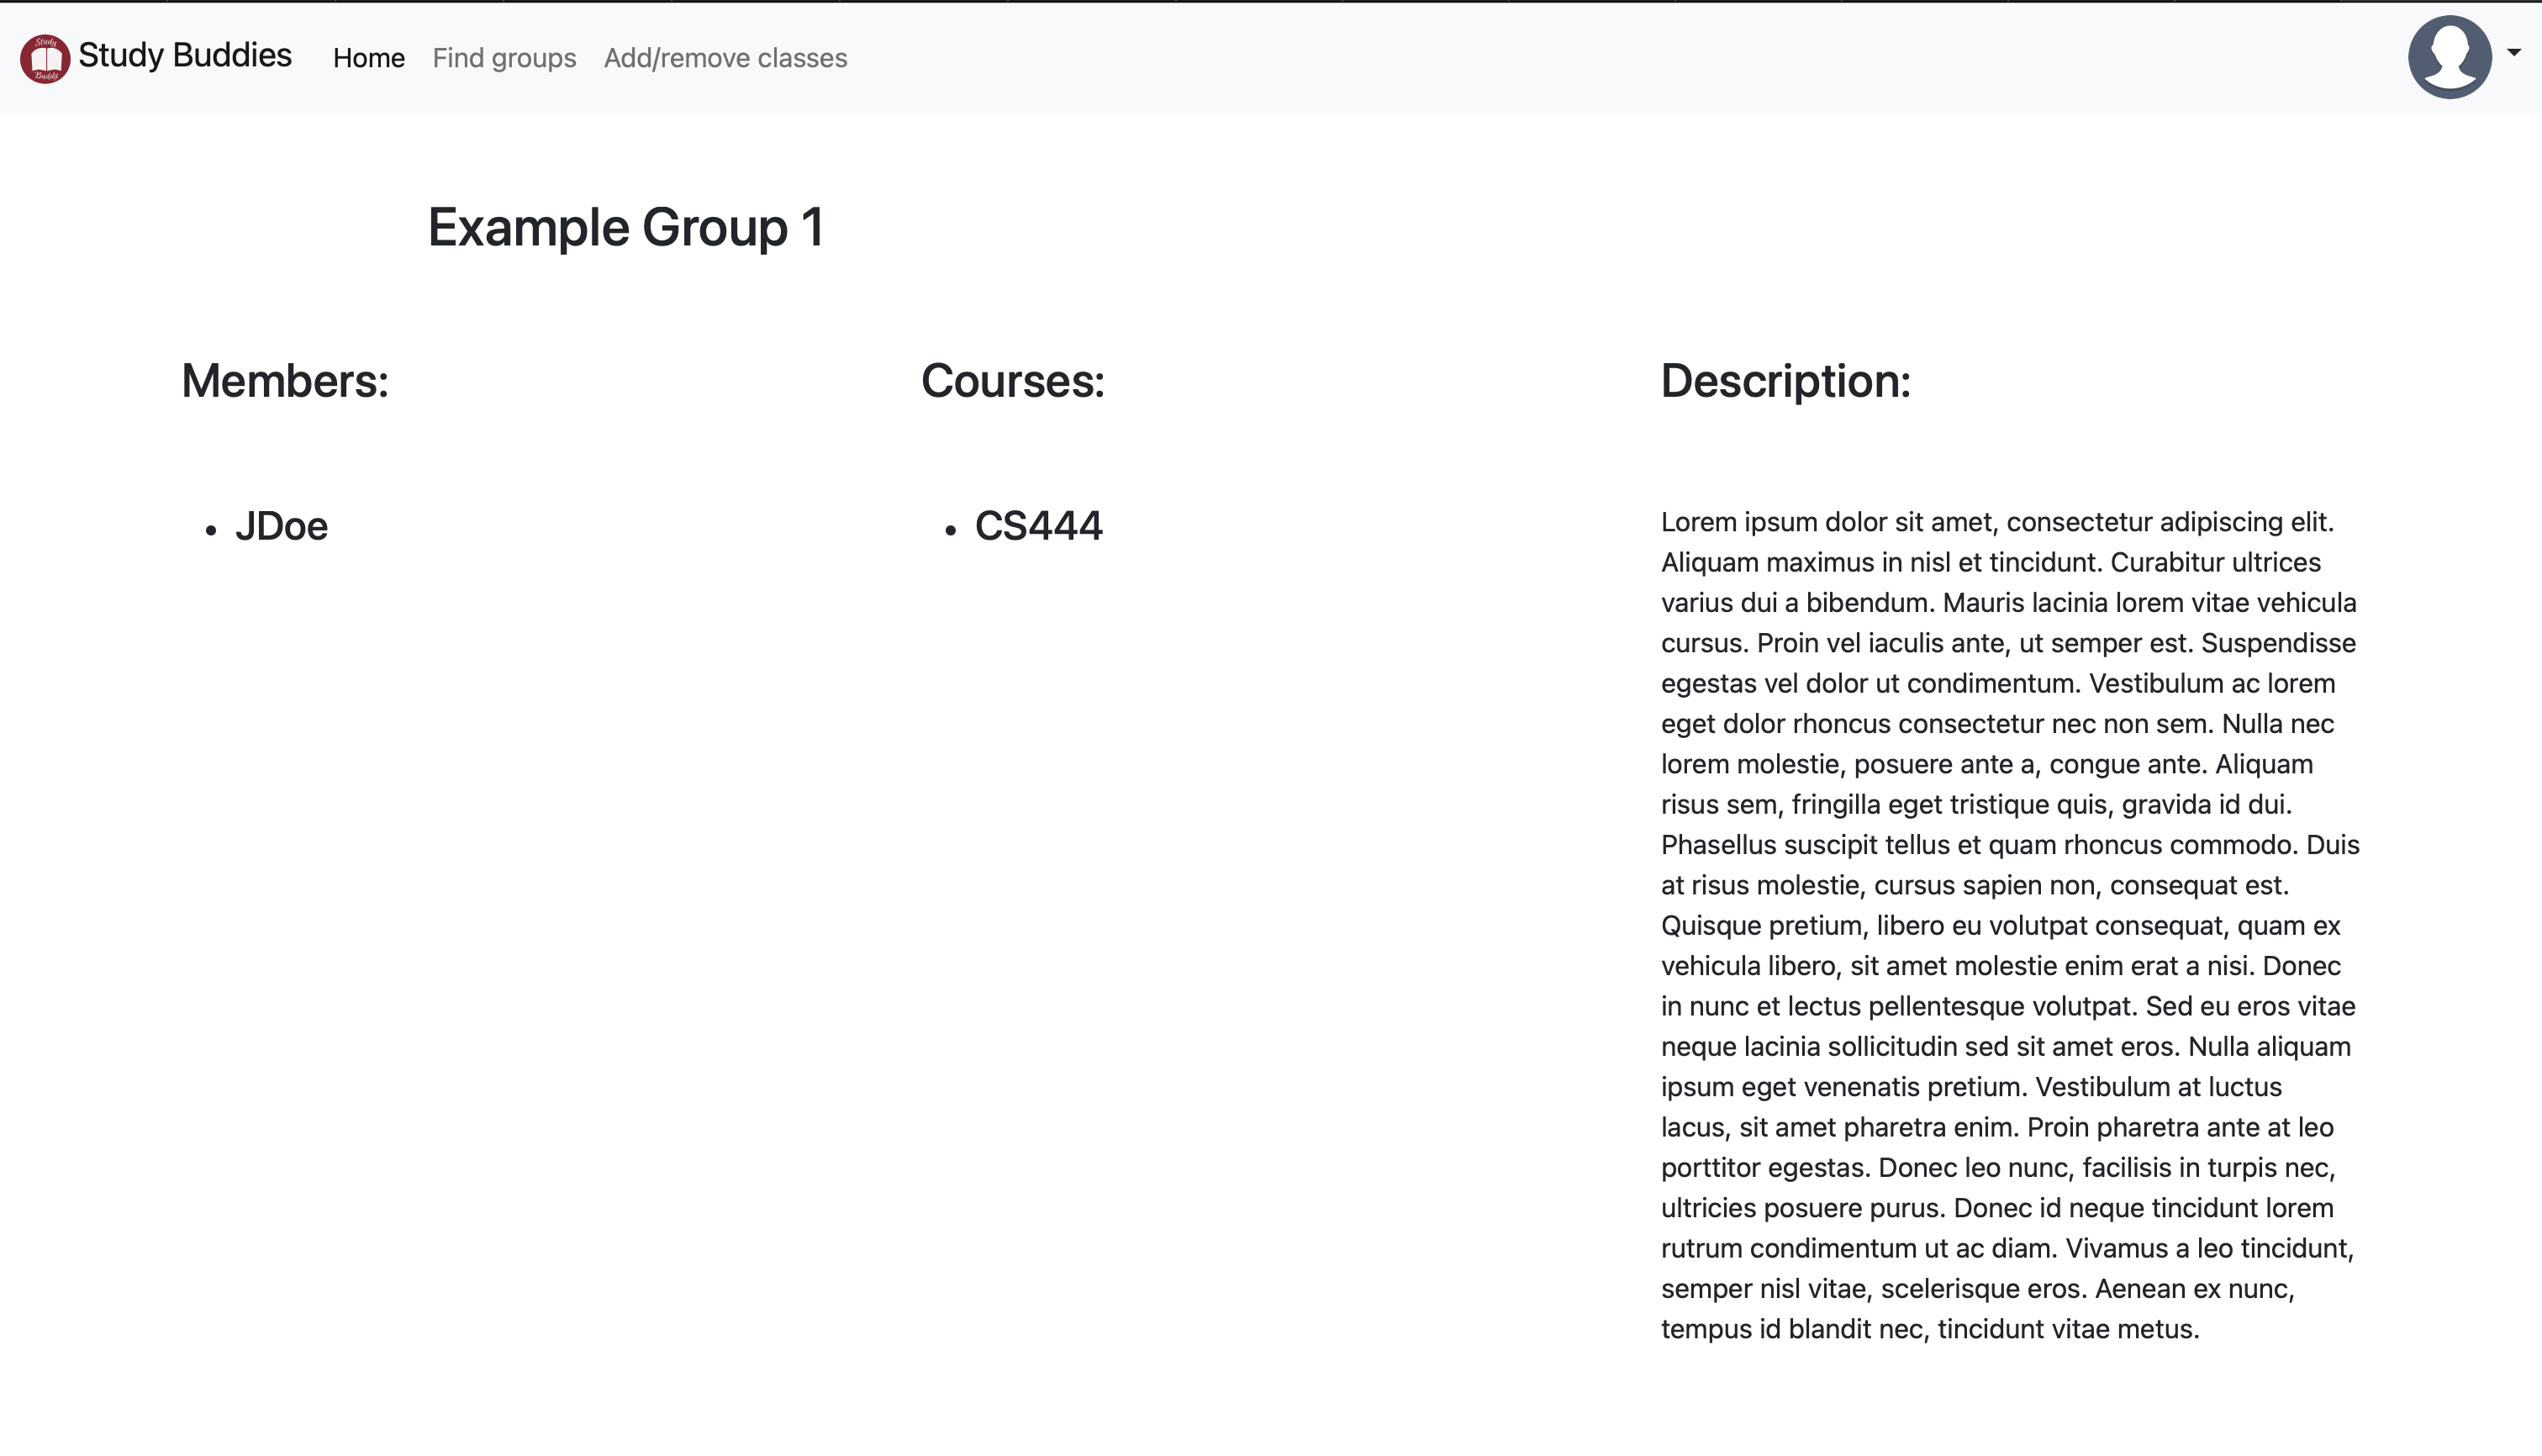 Study
Buddy
Study Buddies
Home
Find groups
Add/remove classes
Example Group 1
Members:
Courses:
Description:
• JDoe
• CS444
Lorem ipsum dolor sit amet, consectetur adipiscing elit.
Aliquam maximus in nisl et tincidunt. Curabitur ultrices
varius dui a bibendum. Mauris lacinia lorem vitae vehicula
cursus. Proin vel iaculis ante, ut semper est. Suspendisse
egestas vel dolor ut condimentum. Vestibulum ac lorem
eget dolor rhoncus consectetur nec non sem. Nulla nec
lorem molestie, posuere ante a, congue ante. Aliquam
risus sem, fringilla eget tristique quis, gravida id dui.
Phasellus suscipit tellus et quam rhoncus commodo. Duis
at risus molestie, cursus sapien non, consequat est.
Quisque pretium, libero eu volutpat consequat, quam ex
vehicula libero, sit amet molestie enim erat a nisi. Donec
in nunc et lectus pellentesque volutpat. Sed eu eros vitae
neque lacinia sollicitudin sed sit amet eros. Nulla aliquam
ipsum eget venenatis pretium. Vestibulum at luctus
lacus, sit amet pharetra enim. Proin pharetra ante at leo
porttitor egestas. Donec leo nunc, facilisis in turpis nec,
ultricies posuere purus. Donec id neque tincidunt lorem
rutrum condimentum ut ac diam. Vivamus a leo tincidunt,
semper nisl vitae, scelerisque eros. Aenean ex nunc,
tempus id blandit nec, tincidunt vitae metus.